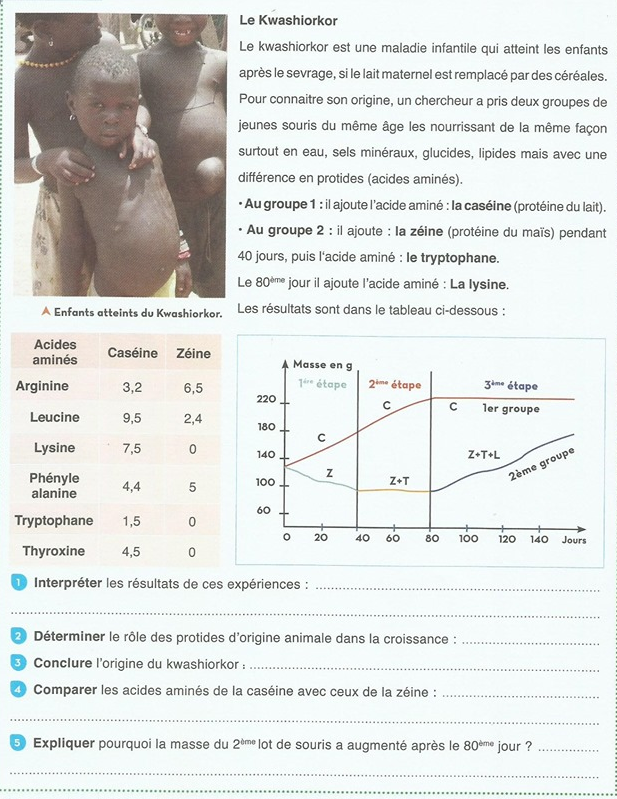 Le Kwashiorkor
Le kwashiorkor est une maladie infantile qui atteint les enfants
après le sevrage, si le lait maternel est remplacé par des céréales.
Pour connaitre son origine, un chercheur a pris deux groupes de
jeunes souris du même âge les nourrissant de la même façon
surtout en eau, sels minéraux, glucides, lipides mais avec une
différence en protides (acides aminés).
• Au groupe 1 : il ajoute l'acide aminé : la caséine (protéine du lait).
• Au groupe 2 : il ajoute : la zéine (protéine du maïs) pendant
40 jours, puis l'acide aminé : le tryptophane.
Le 80ème jour il ajoute l'acide aminé : La lysine.
Les résultats sont dans le tableau ci-dessous :
Enfants atteints du Kwashiorkor.
Acides aminés Caséine Zéine
Arginine 3,2 6,5
Leucine 9,5 2,4
Lysine 7,5 0
Phényle alanine 4,4 5
Tryptophane 1,5 0
Thyroxine 4,5 0
Masse en g
1ère étape 2ème étape 3ème étape
220
180
140
100
60
C C C 1er groupe
Z Z+T Z+T+L 2ème groupe
0 20 40 60 80 100 120 140 Jours
1 Interpréter les résultats de ces expériences :
2 Déterminer le rôle des protides d'origine animale dans la croissance :
3 Conclure l'origine du kwashiorkor :
4 Comparer les acides aminés de la caséine avec ceux de la zéine :
5 Expliquer pourquoi la masse du 2ème lot de souris a augmenté après le 80ème jour ?